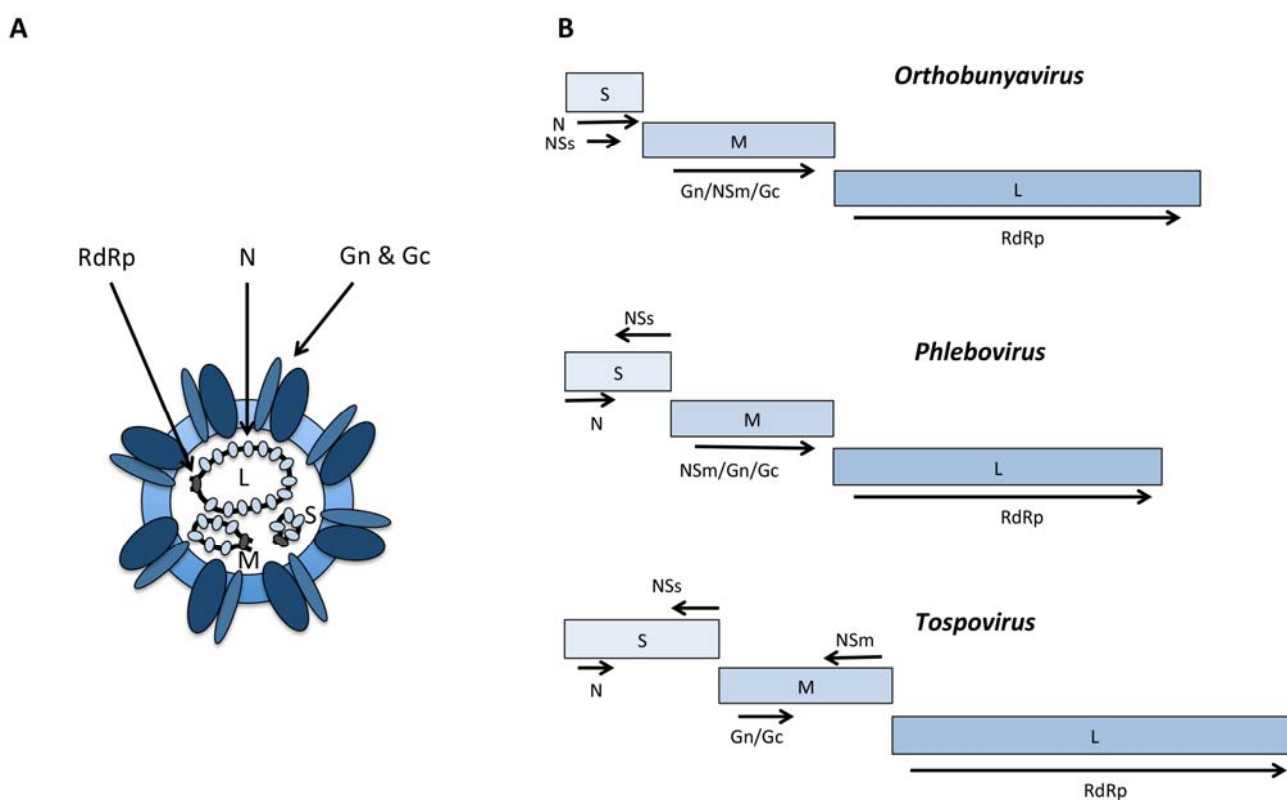 A
RdRp
N
Gn & Gc
L
S
M
B
Orthobunyavirus
S
N
NSs
M
Gn/NSm/Gc
L
RdRp
Phlebovirus
NSs
S
N
M
NSm/Gn/Gc
L
RdRp
Tospovirus
NSs
S
N
NSm
M
Gn/Gc
L
RdRp